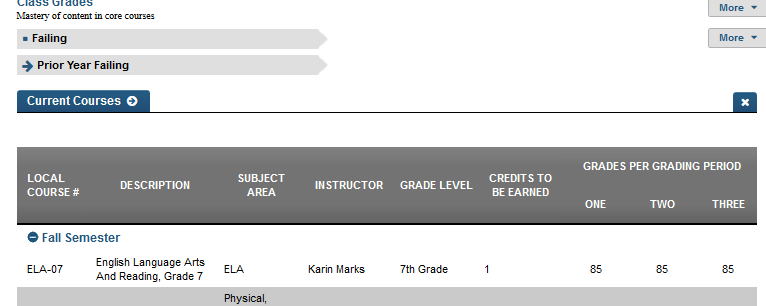 Class Grades
Mastery of content in core courses
More
Failing
More
Prior Year Failing
Current Courses
LOCAL COURSE #
DESCRIPTION
SUBJECT AREA
INSTRUCTOR
GRADE LEVEL
CREDITS TO BE EARNED
GRADES PER GRADING PERIOD
ONE TWO THREE
Fall Semester
ELA-07 English Language Arts And Reading, Grade 7 ELA Karin Marks 7th Grade 1 85 85 85
Physical,